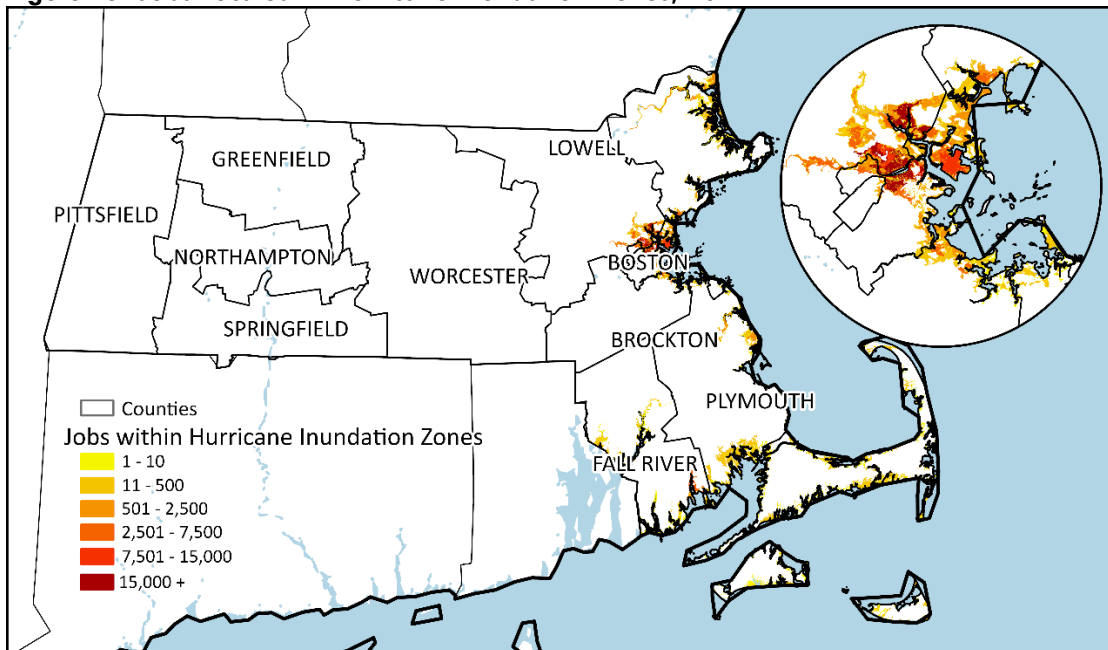 GREENFIELD
LOWELL
PITTSFIELD
NORTHAMPTON
BOSTON
WORCESTER
SPRINGFIELD
BROCKTON
PLYMOUTH
FALL RIVER
Counties
Jobs within Hurricane Inundation Zones
1 - 10
11 - 500
501 - 2,500
2,501 - 7,500
7,501 - 15,000
15,000 +